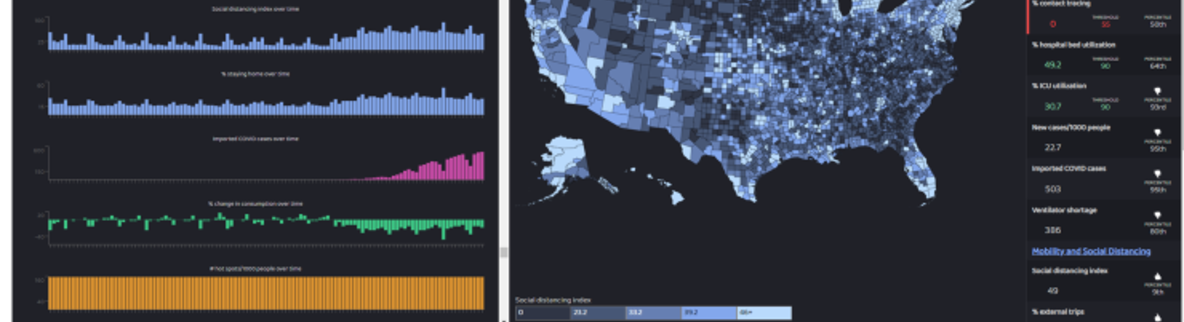 Social distancing index over time
% staying home over time
Imported COVID cases over time
% change in consumption over time
# hot spots/1000 people over time
Social distancing index
0 23.2 33.2 39.2
% contact tracing
0
THRESHOLD
55
PERCENTILE
50th
% hospital bed utilization
49.2
THRESHOLD
90
PERCENTILE
64th
% ICU utilization
30.7
THRESHOLD
90
PERCENTILE
93rd
New cases/1000 people
22.7
PERCENTILE
95th
Imported COVID cases
503
PERCENTILE
99th
Ventilator shortage
386
PERCENTILE
80th
Mobility and Social Distancing
Social distancing index
49
PERCENTILE
9th
% external trips